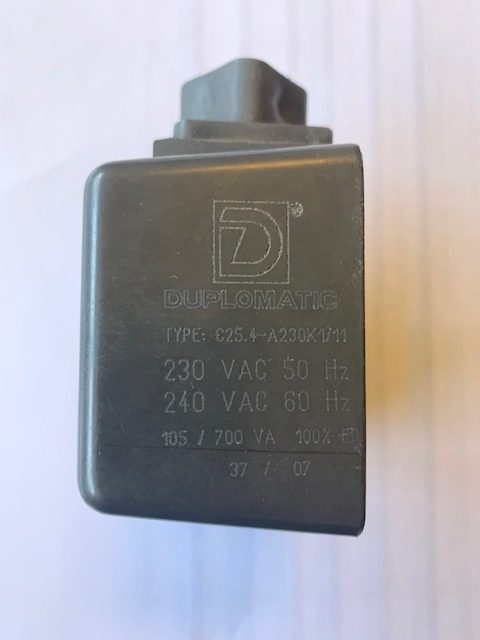 D ®
DUPLOMATIC
TYPE: C25.4-A230K1/11
230 VAC 50 Hz
240 VAC 60 Hz
105 / 700 VA 100% ED
37 / 07